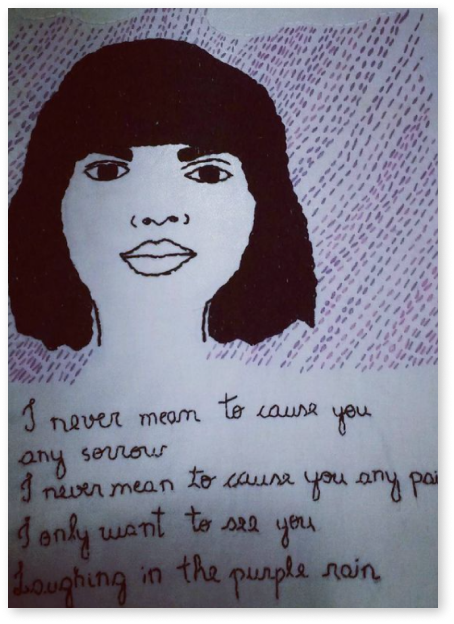 I never mean to cause you
any sorrow
I never mean to cause you any pai
I only want to see you
Laughing in the purple rain